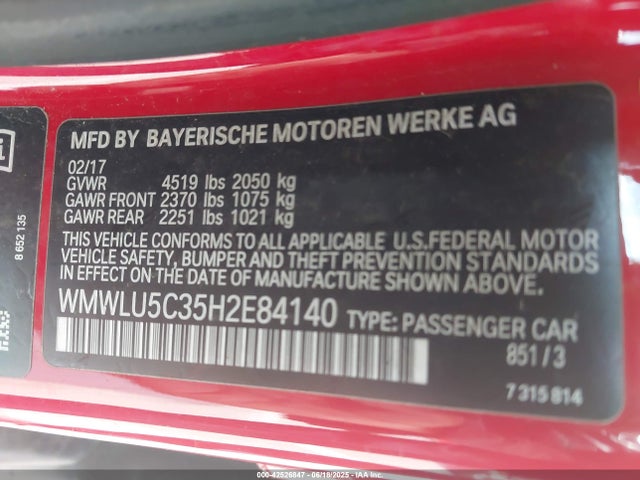 MFD BY BAYERISCHE MOTOREN WERKE AG
02/17
GVWR 4519 lbs 2050 kg
GAWR FRONT 2370 lbs 1075 kg
GAWR REAR 2251 lbs 1021 kg
THIS VEHICLE CONFORMS TO ALL APPLICABLE U.S.FEDERAL MOTOR
VEHICLE SAFETY, BUMPER AND THEFT PREVENTION STANDARDS
IN EFFECT ON THE DATE OF MANUFACTURE SHOWN ABOVE.
WMWLU5C35H2E84140 TYPE: PASSENGER CAR
851 / 3
7 315 814
8 652 135
000-42526847 - 06/18/2025 - COPYRIGHT IAA, LLC.